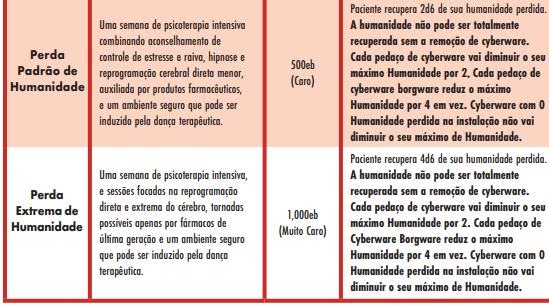 Perda
Padrão de
Humanidade
Uma semana de psicoterapia intensiva
combinando aconselhamento de
controle de estresse e raiva, hipnose e
reprogramação cerebral direta menor,
auxiliada por produtos farmacêuticos,
e um ambiente seguro que pode ser
induzido pela dança terapêutica.
500eb
(Caro)
Paciente recupera 2d6 de sua humanidade perdida.
A humanidade não pode ser totalmente
recuperada sem a remoção de cyberware.
Cada pedaço de cyberware vai diminuir o seu
máximo Humanidade por 2, Cada pedaço de
cyberware borgware reduz o máximo
Humanidade por 4 em vez. Cyberware com 0
Humanidade perdida na instalação não vai
diminuir o seu máximo de Humanidade.
Perda
Extrema de
Humanidade
Uma semana de psicoterapia intensiva,
e sessões focadas na reprogramação
direta e extrema do cérebro, tornadas
possíveis apenas por fármacos de
última geração e um ambiente seguro
que pode ser induzido pela dança
terapêutica.
1,000eb
(Muito Caro)
Paciente recupera 4d6 de sua humanidade perdida.
A humanidade não pode ser totalmente
recuperada sem a remoção de cyberware.
Cada pedaço de cyberware vai diminuir o seu
máximo Humanidade por 2. Cada pedaço de
Cyberware Borgware reduz o máximo
Humanidade por 4 em vez. Cyberware com 0
Humanidade perdida na instalação não vai
diminuir o seu máximo de Humanidade.